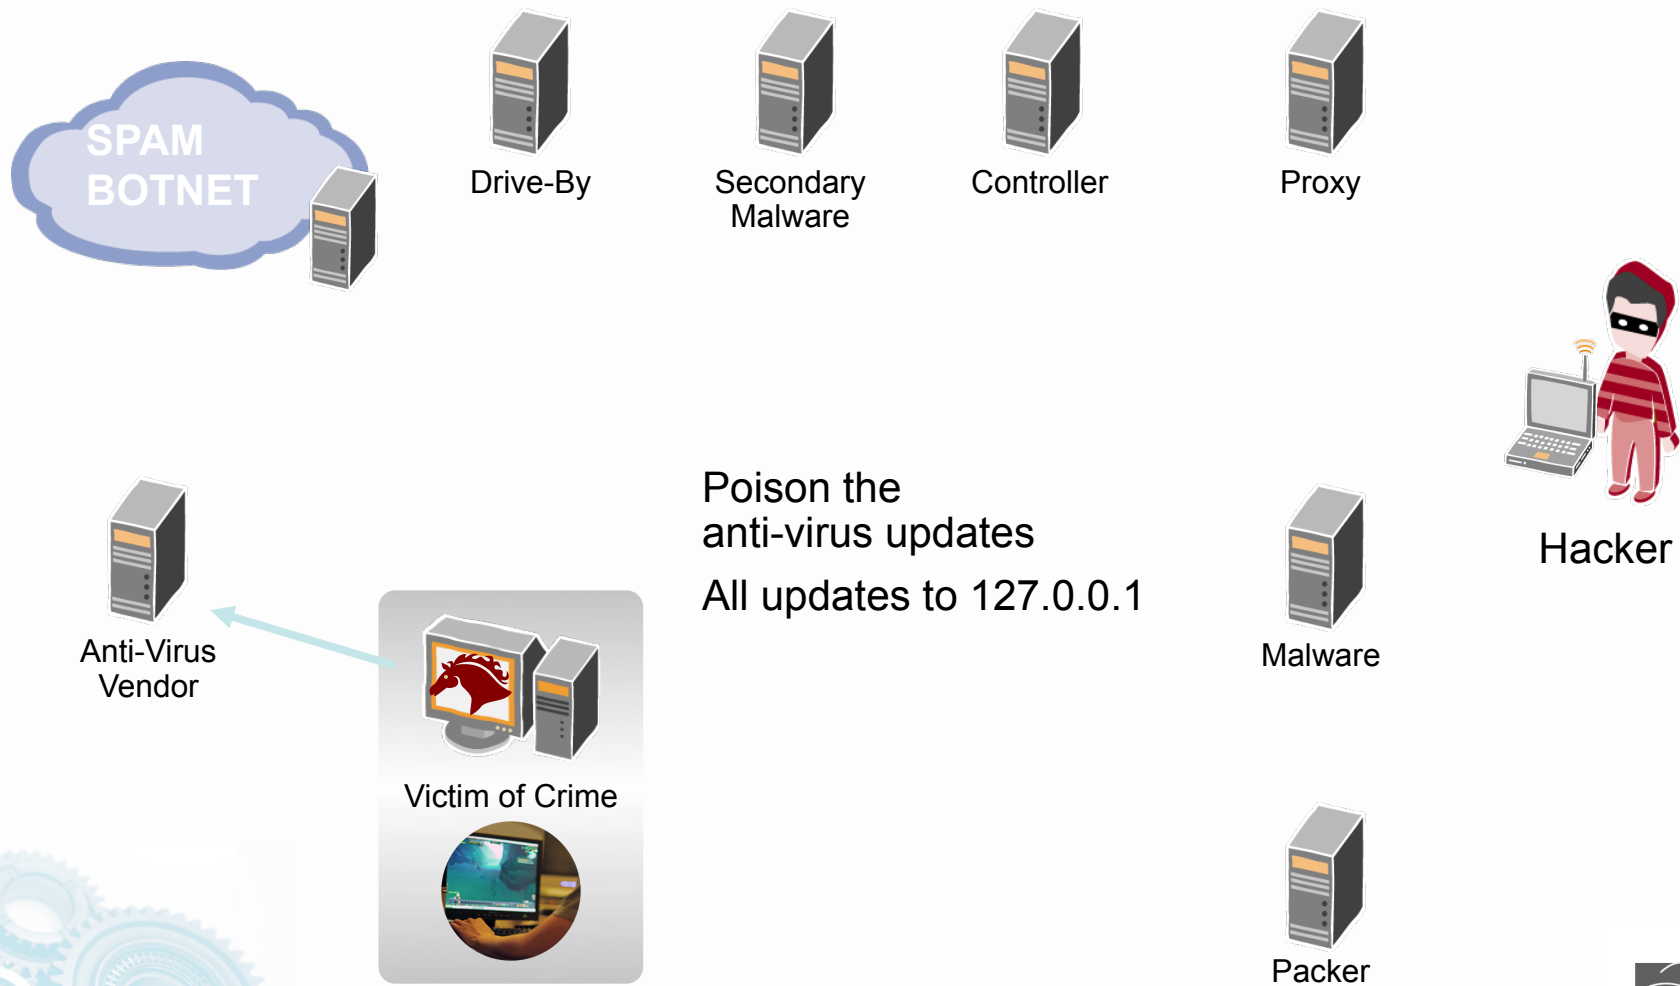 SPAM
BOTNET
Drive-By
Secondary
Malware
Controller
Proxy
Hacker
Poison the
anti-virus updates
All updates to 127.0.0.1
Anti-Virus
Vendor
Malware
Victim of Crime
Packer